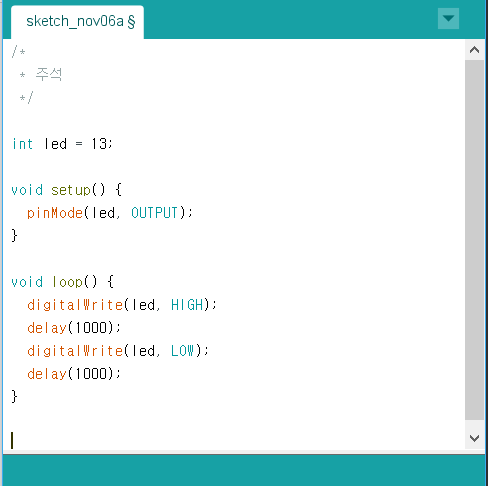 sketch_nov06a §
/*
 * 주석
 */
int led = 13;
void setup() {
  pinMode(led, OUTPUT);
}
void loop() {
  digitalWrite(led, HIGH);
  delay(1000);
  digitalWrite(led, LOW);
  delay(1000);
}